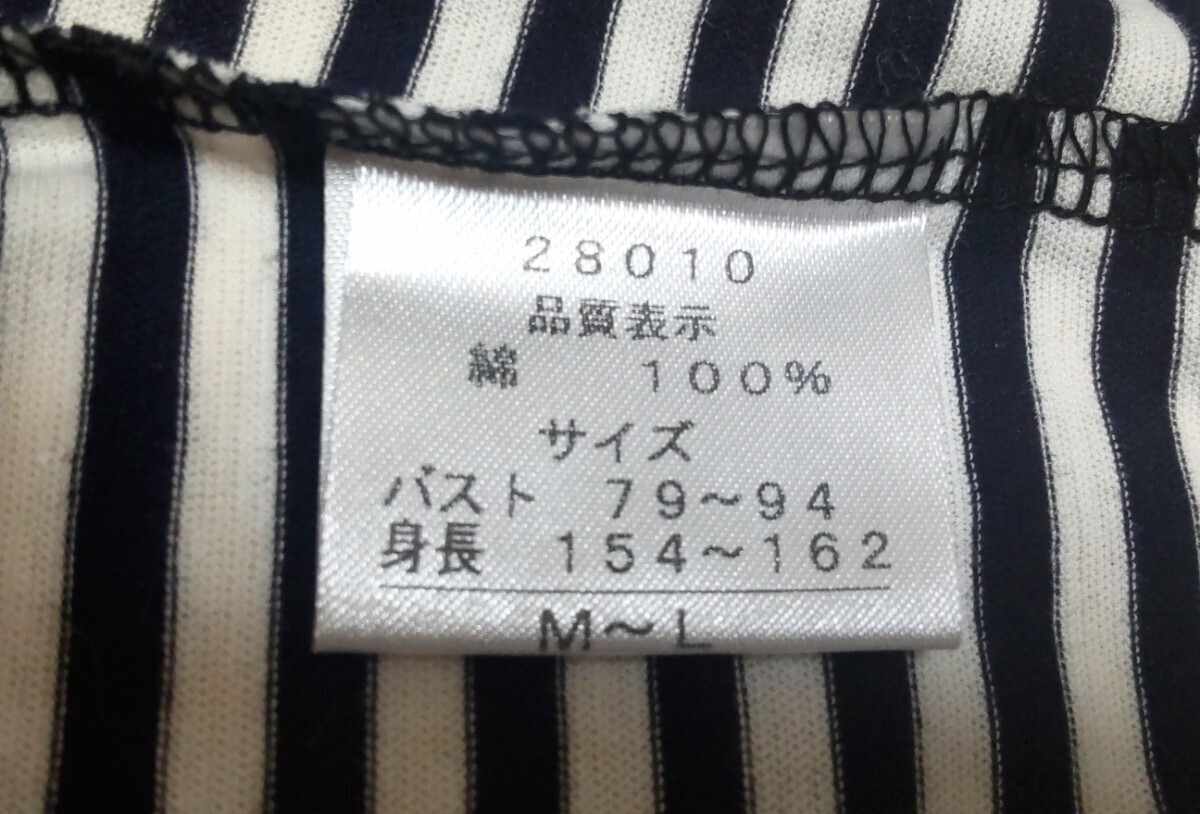 ２８０１０
品質表示
綿　　１００％
サイズ
バスト　７９～９４
身長　１５４～１６２
Ｍ～Ｌ